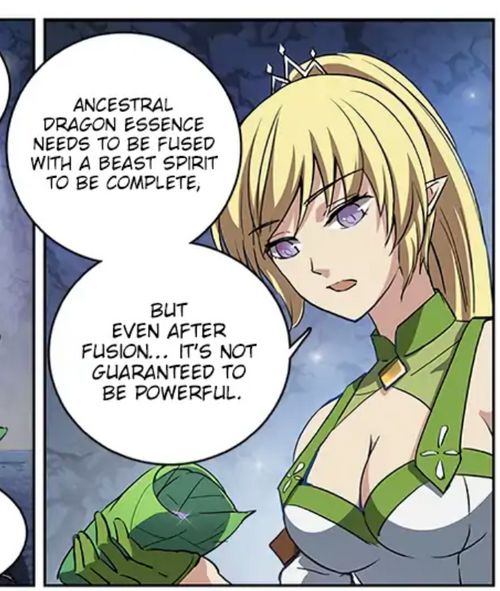 ANCESTRAL
DRAGON ESSENCE
NEEDS TO BE FUSED
WITH A BEAST SPIRIT
TO BE COMPLETE,
BUT
EVEN AFTER
FUSION... IT'S NOT
GUARANTEED TO
BE POWERFUL.